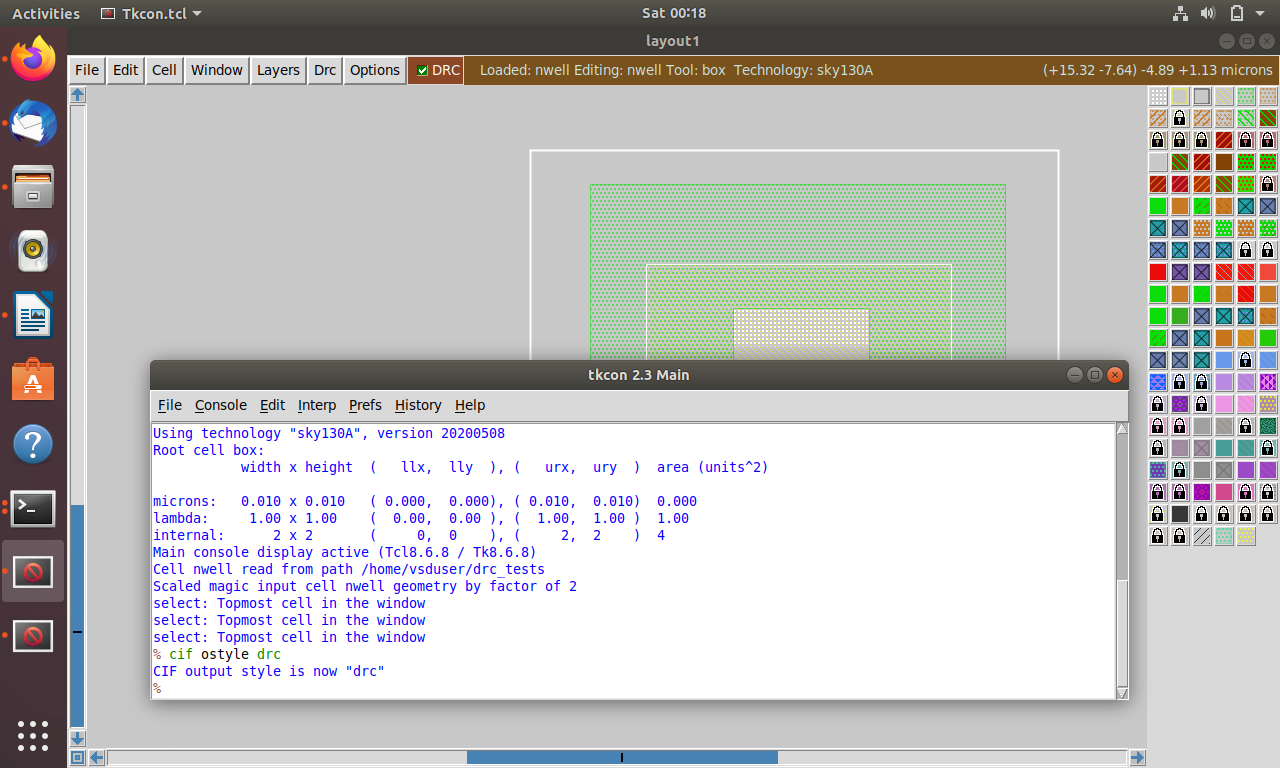 Activities Tkcon.tcl Sat 00:18
layout1
File Edit Cell Window Layers Drc Options DRC Loaded: nwell Editing: nwell Tool: box Technology: sky130A (+15.32 -7.64) -4.89 +1.13 microns
tkcon 2.3 Main
File Console Edit Interp Prefs History Help
Using technology "sky130A", version 20200508
Root cell box:
width x height ( llx, lly ), ( urx, ury ) area (units^2)
microns: 0.010 x 0.010 ( 0.000, 0.000), ( 0.010, 0.010) 0.000
lambda: 1.00 x 1.00 ( 0.00, 0.00 ), ( 1.00, 1.00 ) 1.00
internal: 2 x 2 ( 0, 0 ), ( 2, 2 ) 4
Main console display active (Tcl8.6.8 / Tk8.6.8)
Cell nwell read from path /home/vsduser/drc_tests
Scaled magic input cell nwell geometry by factor of 2
select: Topmost cell in the window
select: Topmost cell in the window
select: Topmost cell in the window
% cif ostyle drc
CIF output style is now "drc"
%